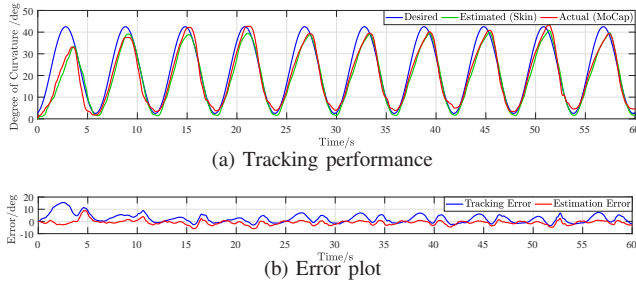 50
40
30
20
10
0
Degree of Curvature /deg
Desired Estimated (Skin) Actual (MoCap)
0 5 10 15 20 25 30 35 40 45 50 55 60
Time/s
(a) Tracking performance
20
10
0
-10
Error/deg
Tracking Error Estimation Error
0 5 10 15 20 25 30 35 40 45 50 55 60
Time/s
(b) Error plot